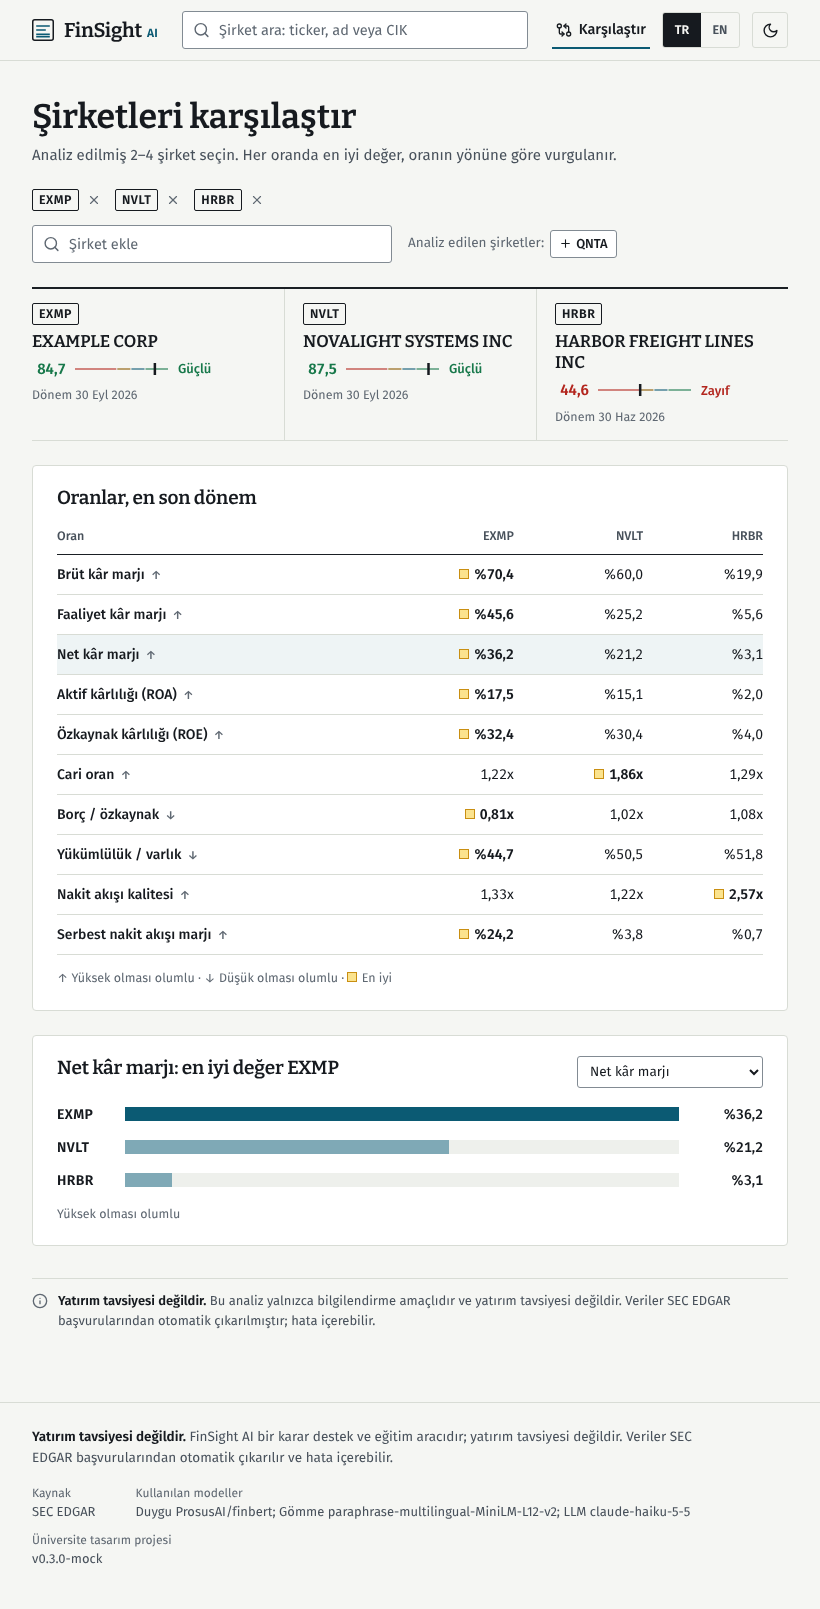 FinSight AI
Şirket ara: ticker, ad veya CIK
Karşılaştır
TR
EN
Şirketleri karşılaştır
Analiz edilmiş 2–4 şirket seçin. Her oranda en iyi değer, oranın yönüne göre vurgulanır.
EXMP × NVLT × HRBR ×
Şirket ekle
Analiz edilen şirketler: + QNTA
EXMP
EXAMPLE CORP
84,7 Güçlü
Dönem 30 Eyl 2026
NVLT
NOVALIGHT SYSTEMS INC
87,5 Güçlü
Dönem 30 Eyl 2026
HRBR
HARBOR FREIGHT LINES
INC
44,6 Zayıf
Dönem 30 Haz 2026
Oranlar, en son dönem
Oran EXMP NVLT HRBR
Brüt kâr marjı ↑ %70,4 %60,0 %19,9
Faaliyet kâr marjı ↑ %45,6 %25,2 %5,6
Net kâr marjı ↑ %36,2 %21,2 %3,1
Aktif kârlılığı (ROA) ↑ %17,5 %15,1 %2,0
Özkaynak kârlılığı (ROE) ↑ %32,4 %30,4 %4,0
Cari oran ↑ 1,22x 1,86x 1,29x
Borç / özkaynak ↓ 0,81x 1,02x 1,08x
Yükümlülük / varlık ↓ %44,7 %50,5 %51,8
Nakit akışı kalitesi ↑ 1,33x 1,22x 2,57x
Serbest nakit akışı marjı ↑ %24,2 %3,8 %0,7
↑ Yüksek olması olumlu · ↓ Düşük olması olumlu · En iyi
Net kâr marjı: en iyi değer EXMP
Net kâr marjı
EXMP %36,2
NVLT %21,2
HRBR %3,1
Yüksek olması olumlu
Yatırım tavsiyesi değildir. Bu analiz yalnızca bilgilendirme amaçlıdır ve yatırım tavsiyesi değildir. Veriler SEC EDGAR
başvurularından otomatik çıkarılmıştır; hata içerebilir.
Yatırım tavsiyesi değildir. FinSight AI bir karar destek ve eğitim aracıdır; yatırım tavsiyesi değildir. Veriler SEC
EDGAR başvurularından otomatik çıkarılır ve hata içerebilir.
Kaynak
SEC EDGAR
Kullanılan modeller
Duygu ProsusAI/finbert; Gömme paraphrase-multilingual-MiniLM-L12-v2; LLM claude-haiku-5-5
Üniversite tasarım projesi
v0.3.0-mock